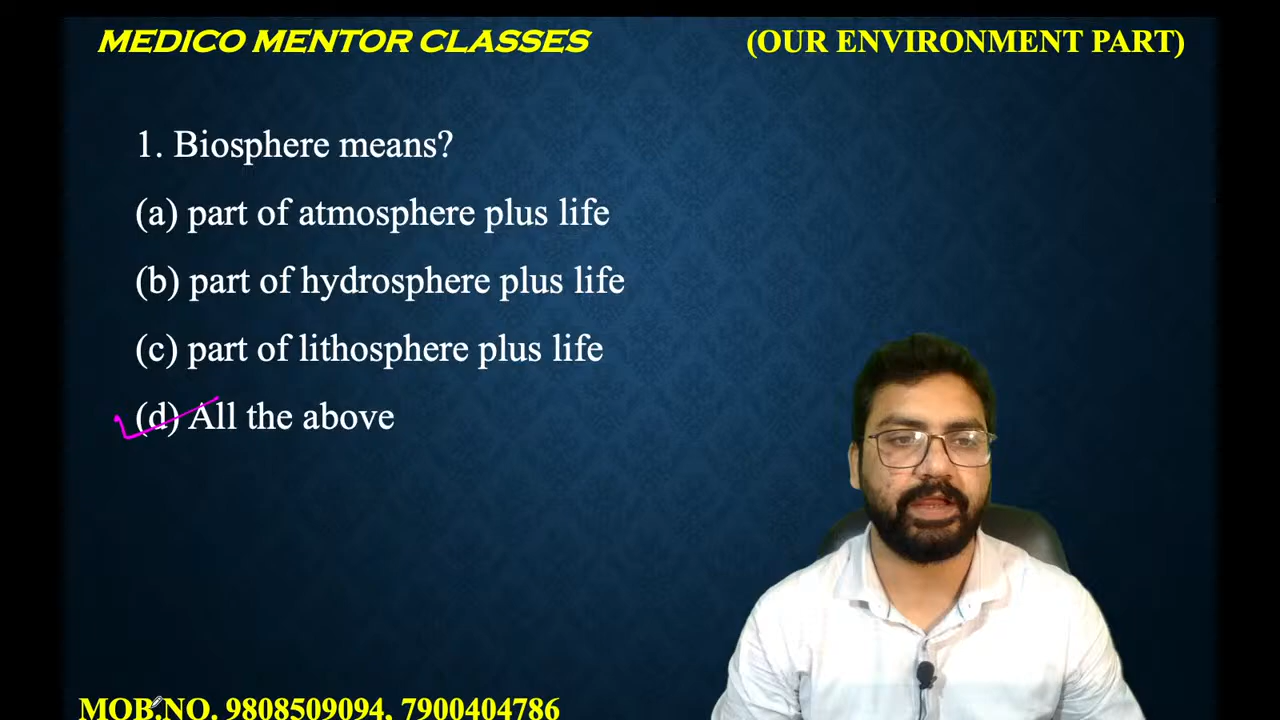 MEDICO MENTOR CLASSES
(OUR ENVIRONMENT PART)
1. Biosphere means?
(a) part of atmosphere plus life
(b) part of hydrosphere plus life
(c) part of lithosphere plus life
(d) All the above
MOB.NO. 9808509094, 7900404786